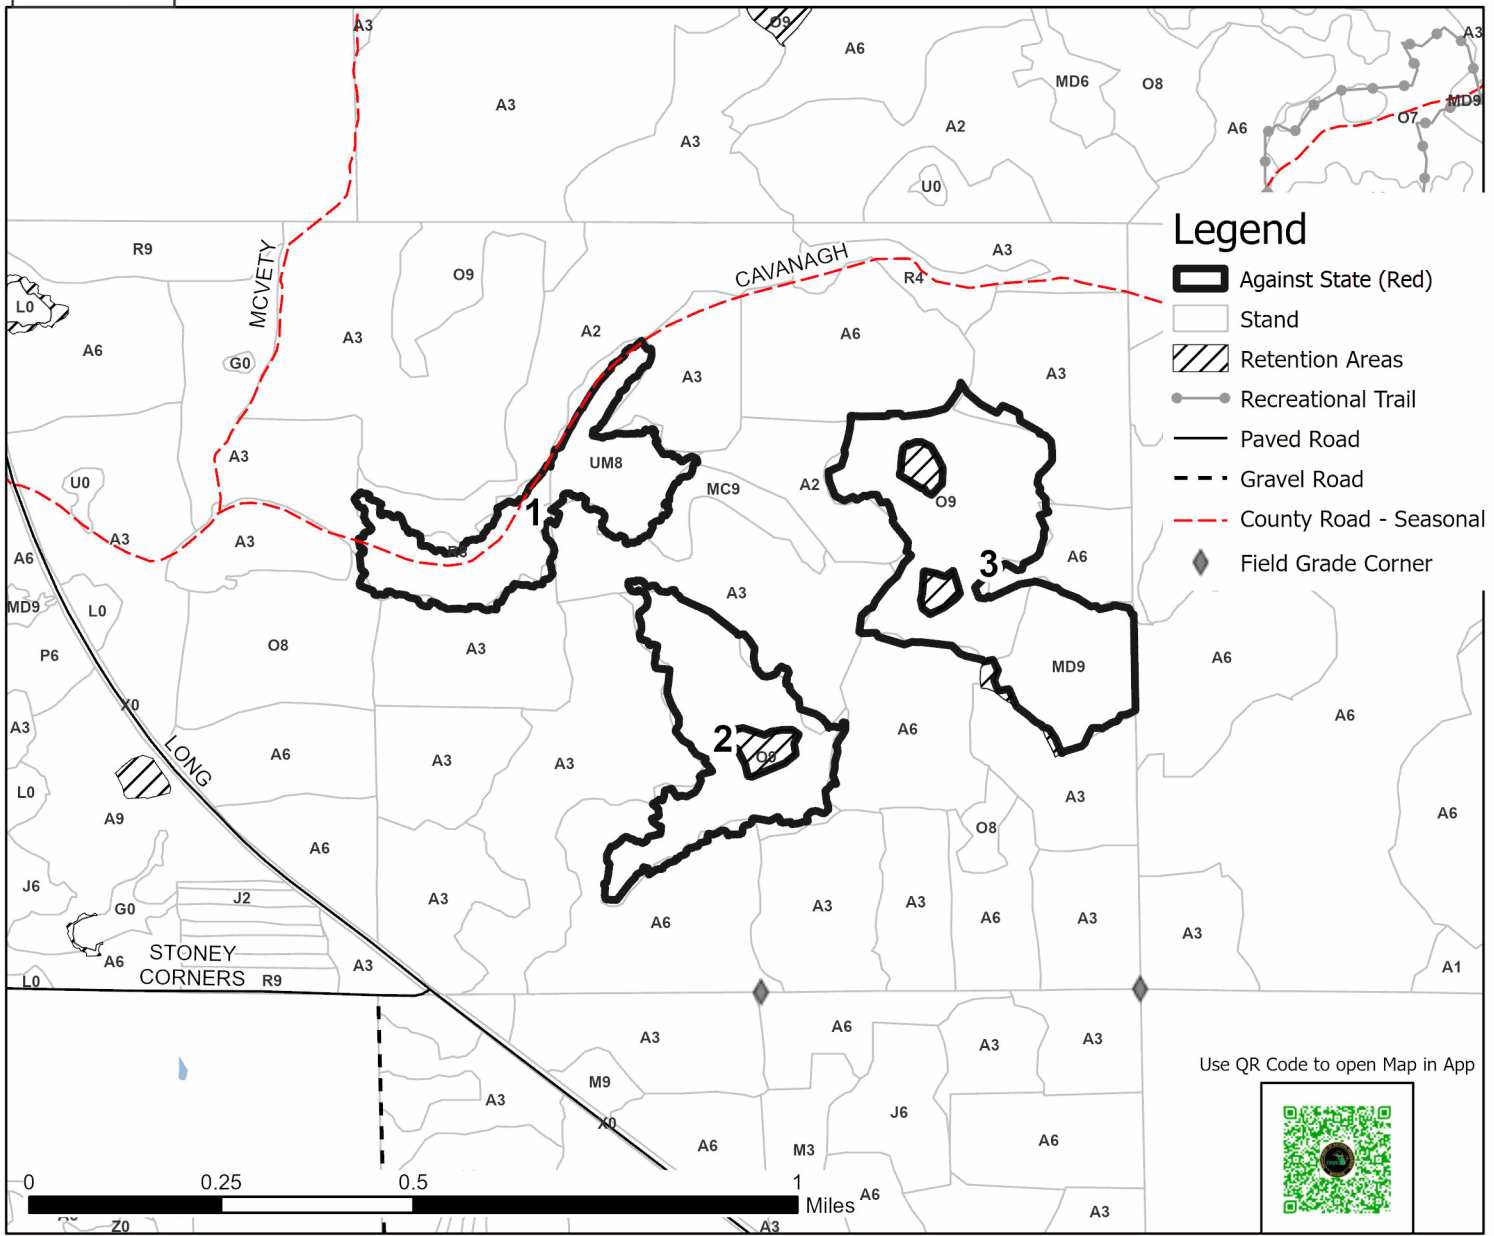 A3
O9
A6
A3
MD6
O8
A3
MD9
A3
A2
A6
O7
U0
R9
MCVETY
O9
CAVANAGH
A3
R4
Legend
Against State (Red)
Stand
Retention Areas
Recreational Trail
Paved Road
Gravel Road
County Road - Seasonal
Field Grade Corner
L0
A6
G0
A3
A2
A6
A3
A3
A3
UM8
U0
MC9
A2
O9
1
A3
A3
A6
A6
3
MD9
L0
A3
P6
O8
A3
MD9
A6
X0
A3
A6
A6
LONG
2
O9
A6
A3
A3
L0
A9
A3
A6
O8
A6
J6
G0
J2
A3
A6
A3
A3
A6
A3
A3
A6
STONEY
CORNERS
R9
A3
L0
A1
A3
A6
A3
A3
M9
A3
X0
J6
A6
M3
A6
A6
A3
Use QR Code to open Map in App
0 0.25 0.5 1
Miles
Z0
A3